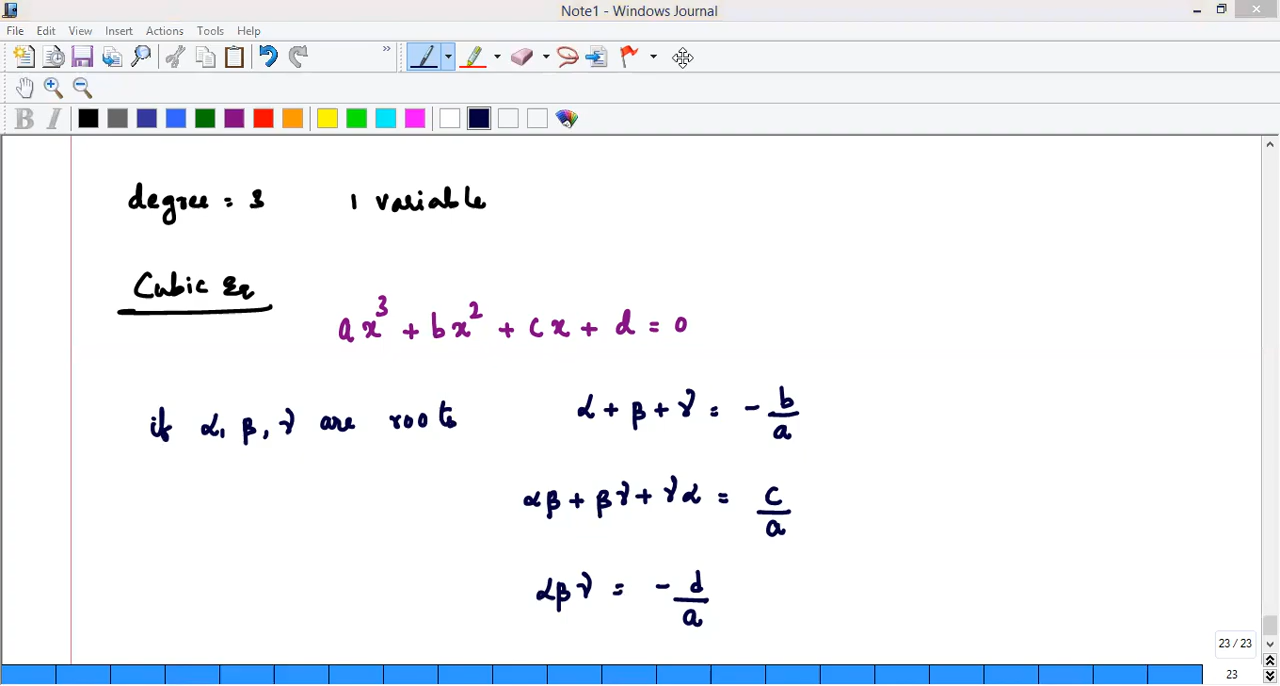 Note1 - Windows Journal
File Edit View Insert Actions Tools Help
B I
degree = 3 1 variable
Cubic Eq
ax³ + bx² + cx + d = 0
if α, β, γ are roots α + β + γ = - b/a
αβ + βγ + γα = c/a
αβγ = - d/a
23 / 23
23